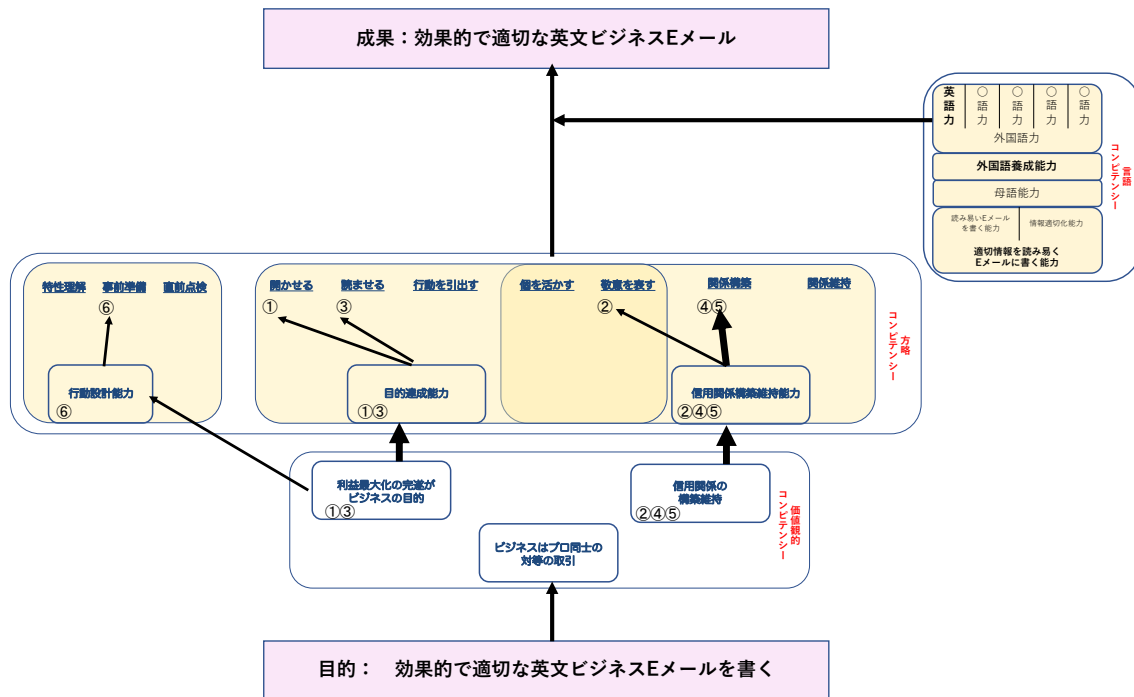 成果：効果的で適切な英文ビジネスEメール
英語力
○語力
○語力
○語力
○語力
外国語力
外国語養成能力
母語能力
読み易いEメール
を書く能力
情報適切化能力
適切情報を読み易く
Eメールに書く能力
言語
コンピテンシー
特性理解 事前準備 直前点検
⑥
開かせる 読ませる 行動を引出す
① ③
個を活かす 敬意を表す
②
関係構築 関係維持
④⑤
方略
コンピテンシー
行動設計能力
⑥
目的達成能力
①③
信用関係構築維持能力
②④⑤
利益最大化の完遂が
ビジネスの目的
①③
信用関係の
構築維持
②④⑤
価値観的
コンピテンシー
ビジネスはプロ同士の
対等の取引
目的：　効果的で適切な英文ビジネスEメールを書く